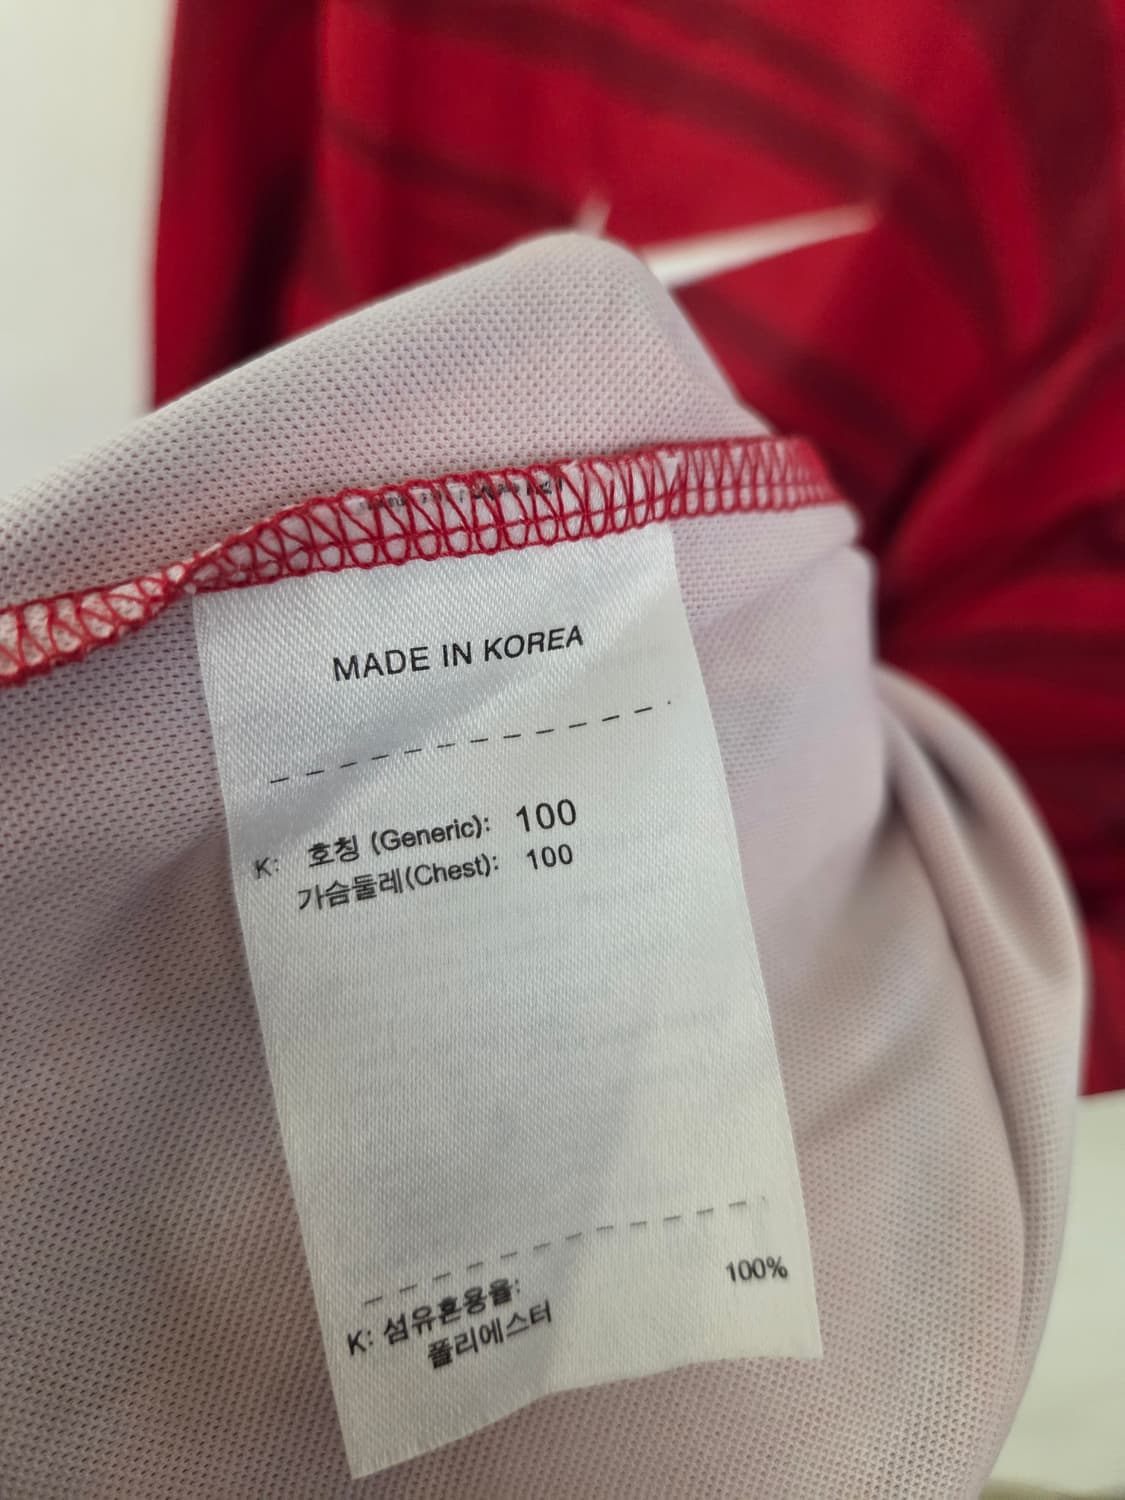 MADE IN KOREA
K: 호칭 (Generic): 100
가슴둘레(Chest): 100
K: 섬유혼용율:
폴리에스터 100%